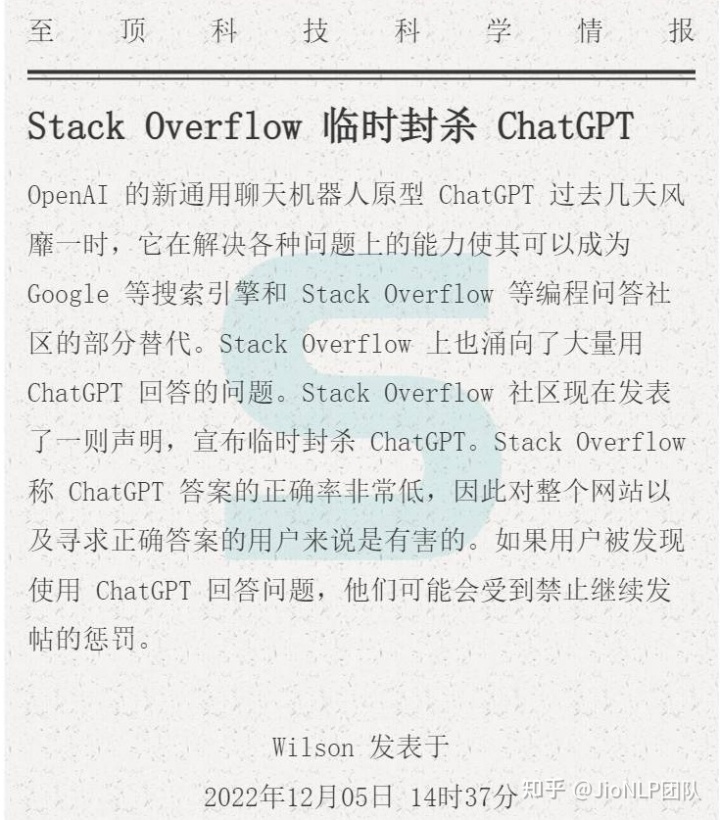 至顶科技科学情报
Stack Overflow 临时封杀 ChatGPT
OpenAI 的新通用聊天机器人原型 ChatGPT 过去几天风
靡一时，它在解决各种问题上的能力使其可以成为
Google 等搜索引擎和 Stack Overflow 等编程问答社
区的部分替代。Stack Overflow 上也涌向了大量用
ChatGPT 回答的问题。Stack Overflow 社区现在发表
了一则声明，宣布临时封杀 ChatGPT。Stack Overflow
称 ChatGPT 答案的正确率非常低，因此对整个网站以
及寻求正确答案的用户来说是有害的。如果用户被发现
使用 ChatGPT 回答问题，他们可能会受到禁止继续发
帖的惩罚。
Wilson 发表于
2022年12月05日 14时37分
知乎 @JioNLP团队